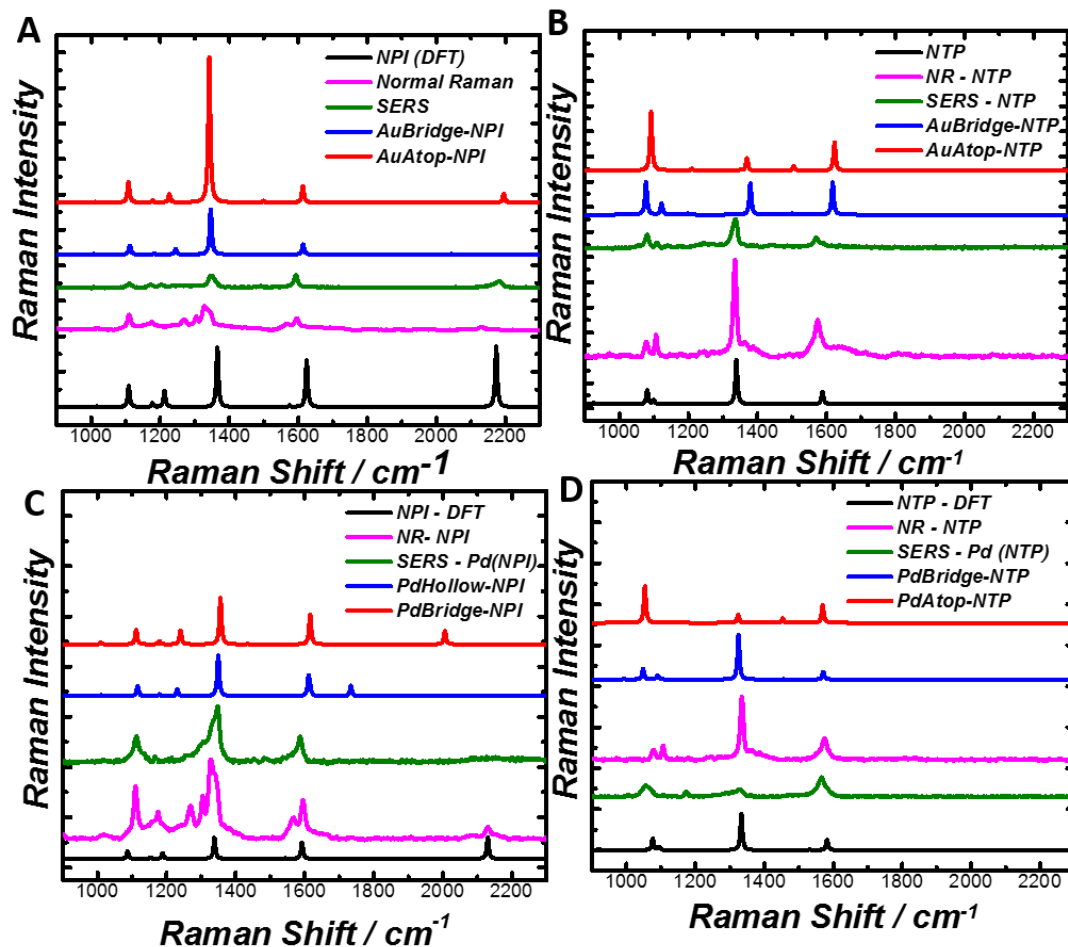 A
NPI (DFT)
Normal Raman
SERS
AuBridge-NPI
AuAtop-NPI
Raman Intensity
1000 1200 1400 1600 1800 2000 2200
Raman Shift / cm-1
B
NTP
NR - NTP
SERS - NTP
AuBridge-NTP
AuAtop-NTP
Raman Intensity
1000 1200 1400 1600 1800 2000 2200
Raman Shift / cm-1
C
NPI - DFT
NR- NPI
SERS - Pd(NPI)
PdHollow-NPI
PdBridge-NPI
Raman Intensity
1000 1200 1400 1600 1800 2000 2200
Raman Shift / cm-1
D
NTP - DFT
NR - NTP
SERS - Pd (NTP)
PdBridge-NTP
PdAtop-NTP
Raman Intensity
1000 1200 1400 1600 1800 2000 2200
Raman Shift / cm-1